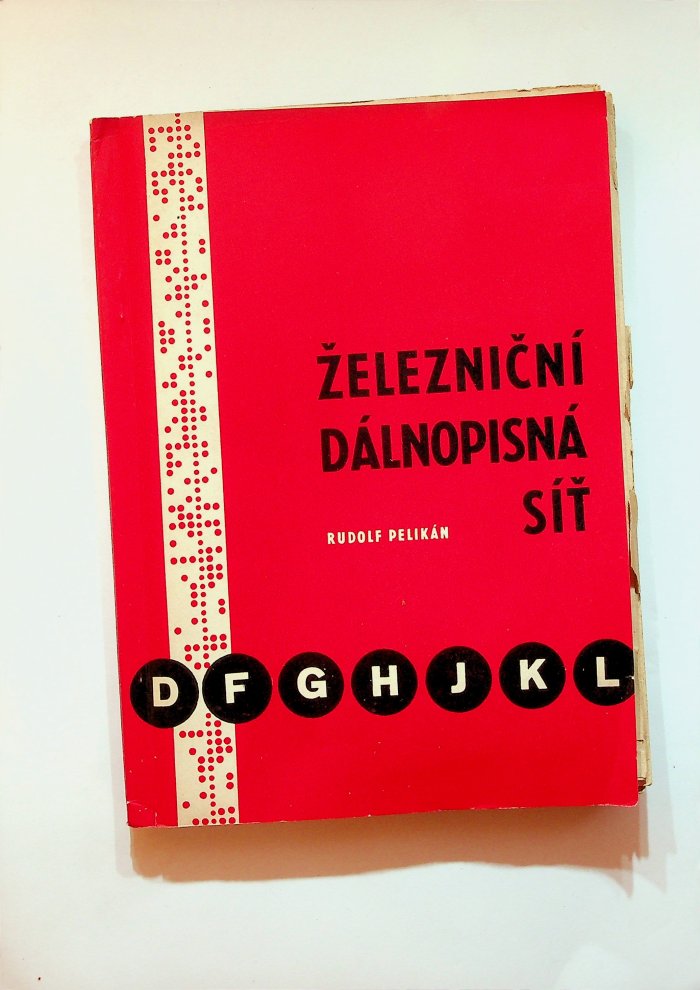 ŽELEZNIČNÍ
DÁLNOPISNÁ
SÍŤ
RUDOLF PELIKÁN
D F G H J K L